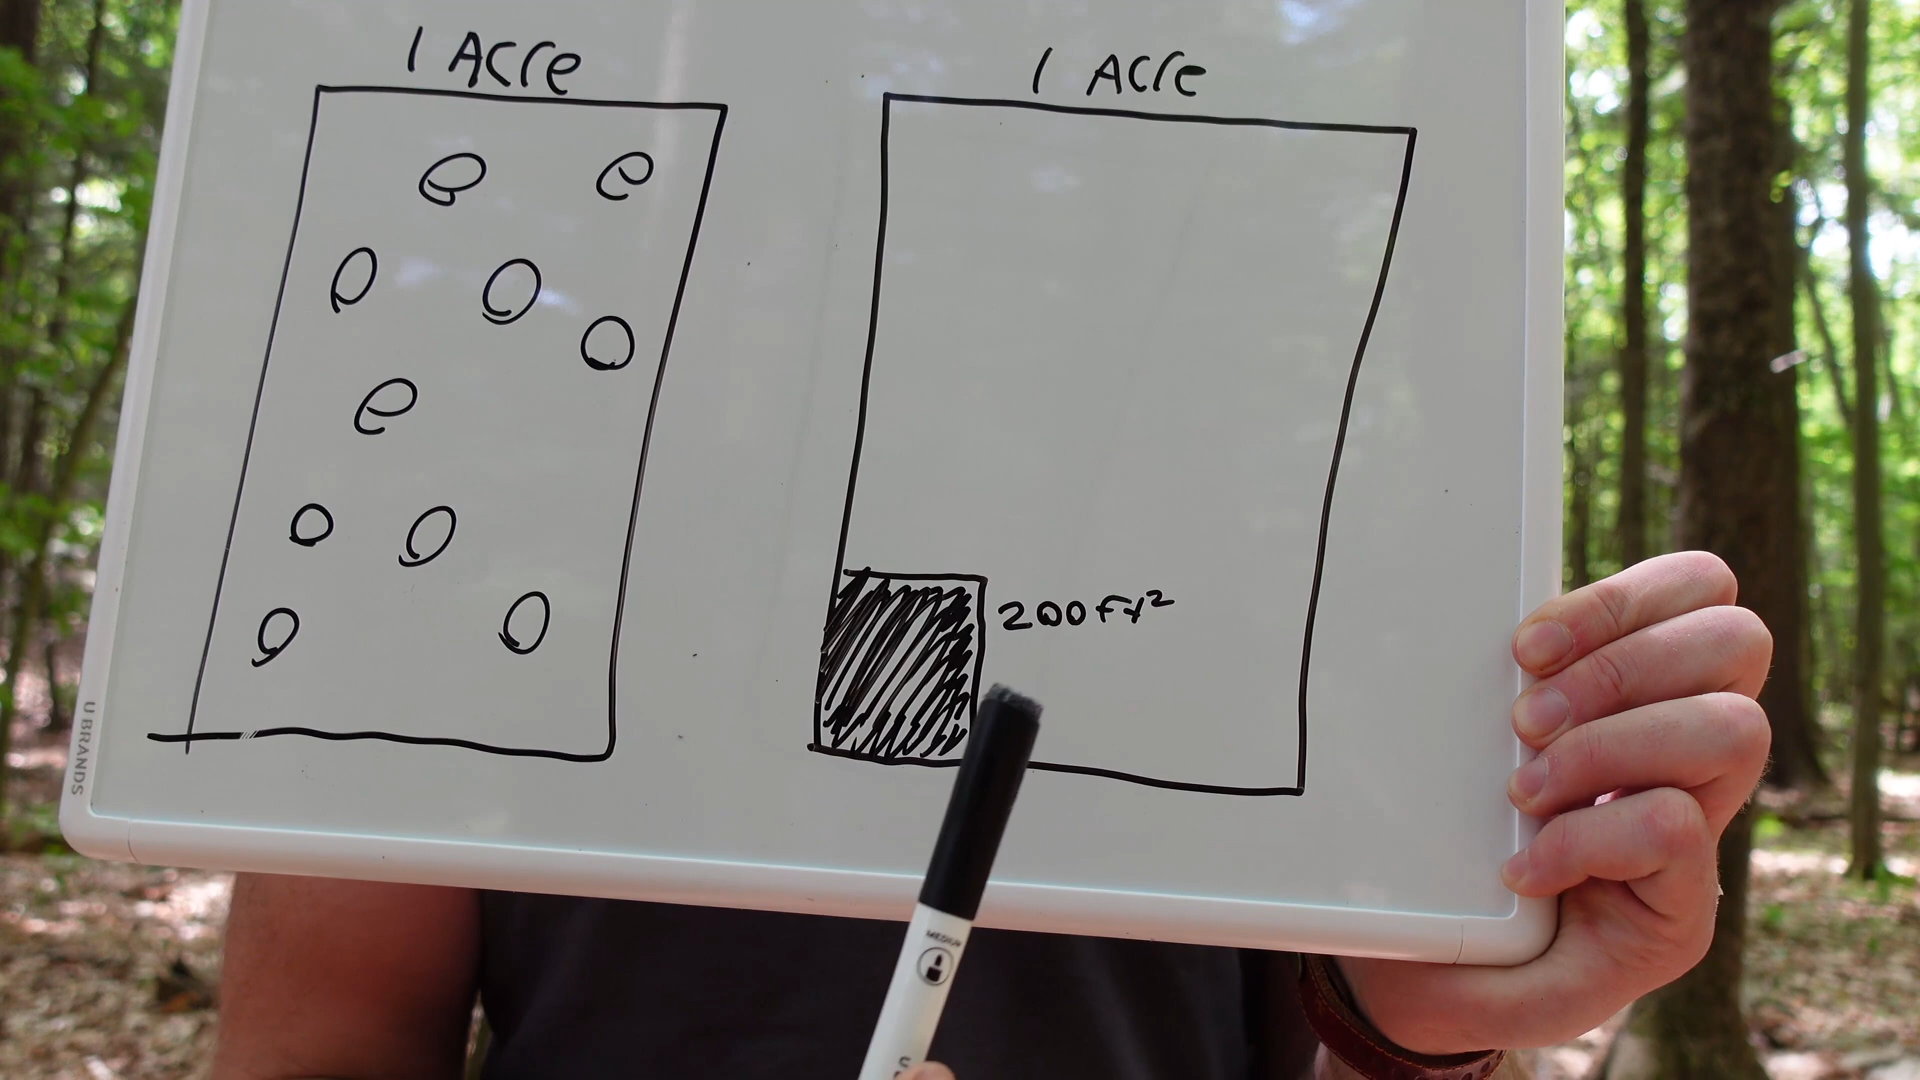 1 Acre
1 Acre
200 Ft²
U BRANDS
MEDIUM